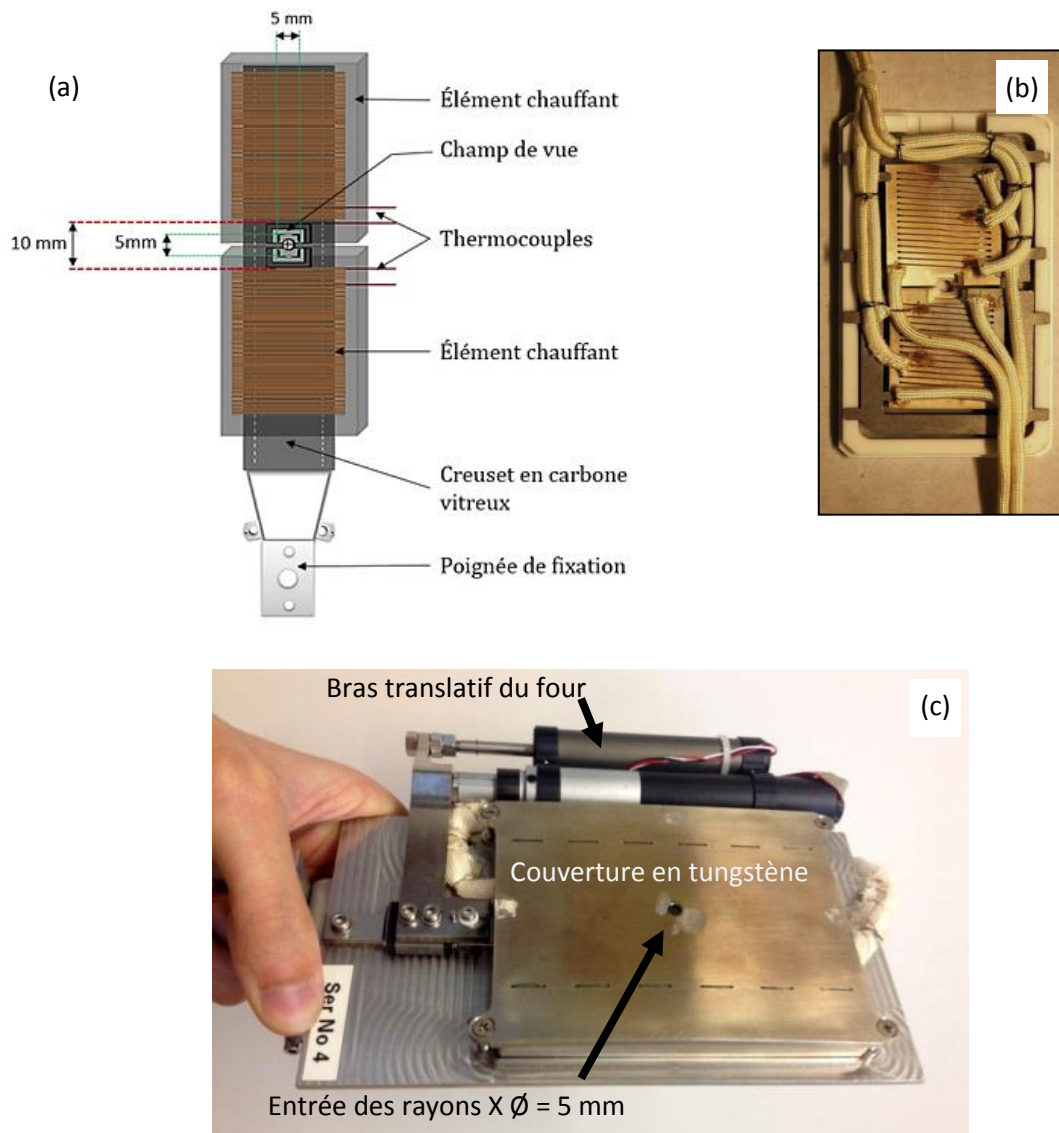 5 mm
(a)
Élément chauffant
Champ de vue
10 mm
5mm
Thermocouples
Élément chauffant
Creuset en carbone
vitreux
Poignée de fixation
(b)
(c)
Bras translatif du four
Couverture en tungstène
Ser No 4
Entrée des rayons X Ø = 5 mm